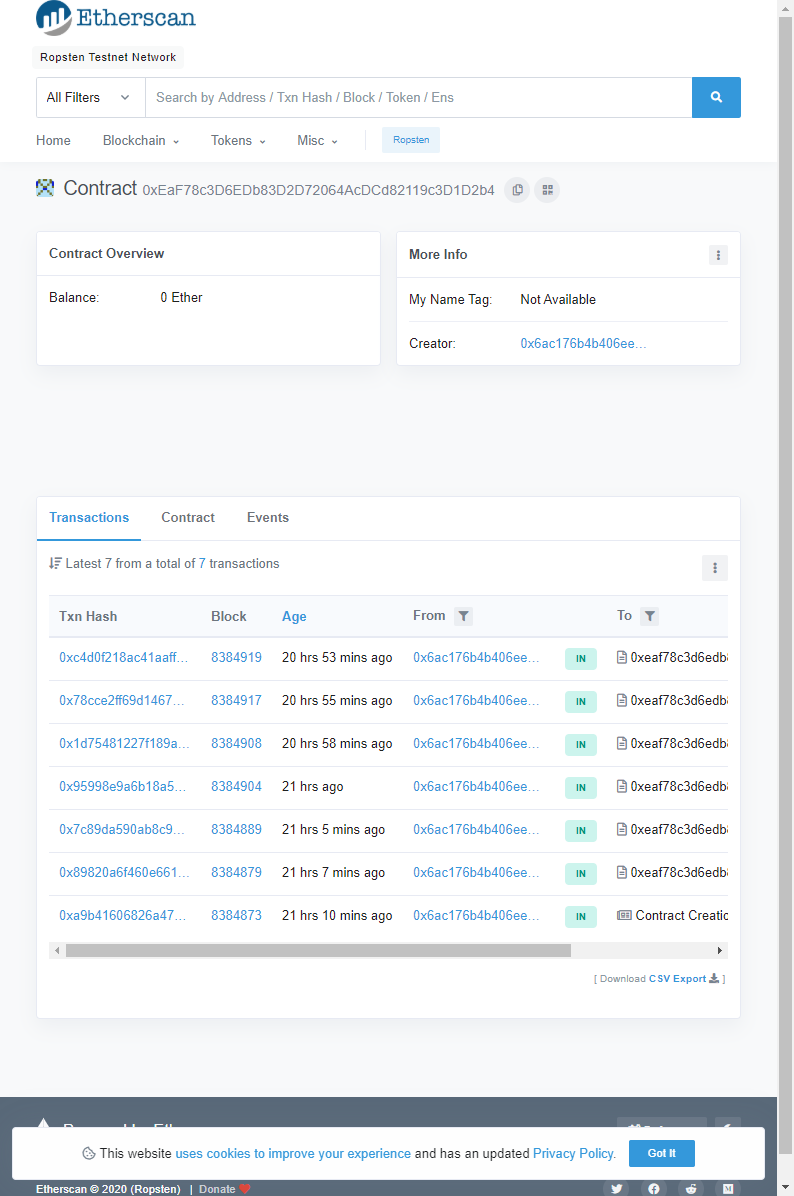 Etherscan
Ropsten Testnet Network
All Filters Search by Address / Txn Hash / Block / Token / Ens
Home Blockchain Tokens Misc Ropsten
Contract 0xEaF78c3D6EDb83D2D72064AcDCd82119c3D1D2b4
Contract Overview
Balance: 0 Ether
More Info
My Name Tag: Not Available
Creator: 0x6ac176b4b406ee...
Transactions Contract Events
Latest 7 from a total of 7 transactions
Txn Hash Block Age From To
0xc4d0f218ac41aaff... 8384919 20 hrs 53 mins ago 0x6ac176b4b406ee... IN 0xeaf78c3d6edb8
0x78cce2ff69d1467... 8384917 20 hrs 55 mins ago 0x6ac176b4b406ee... IN 0xeaf78c3d6edb8
0x1d75481227f189a... 8384908 20 hrs 58 mins ago 0x6ac176b4b406ee... IN 0xeaf78c3d6edb8
0x95998e9a6b18a5... 8384904 21 hrs ago 0x6ac176b4b406ee... IN 0xeaf78c3d6edb8
0x7c89da590ab8c9... 8384889 21 hrs 5 mins ago 0x6ac176b4b406ee... IN 0xeaf78c3d6edb8
0x89820a6f460e661... 8384879 21 hrs 7 mins ago 0x6ac176b4b406ee... IN 0xeaf78c3d6edb8
0xa9b41606826a47... 8384873 21 hrs 10 mins ago 0x6ac176b4b406ee... IN Contract Creatio
[ Download CSV Export ]
This website uses cookies to improve your experience and has an updated Privacy Policy. Got It
Etherscan © 2020 (Ropsten) | Donate